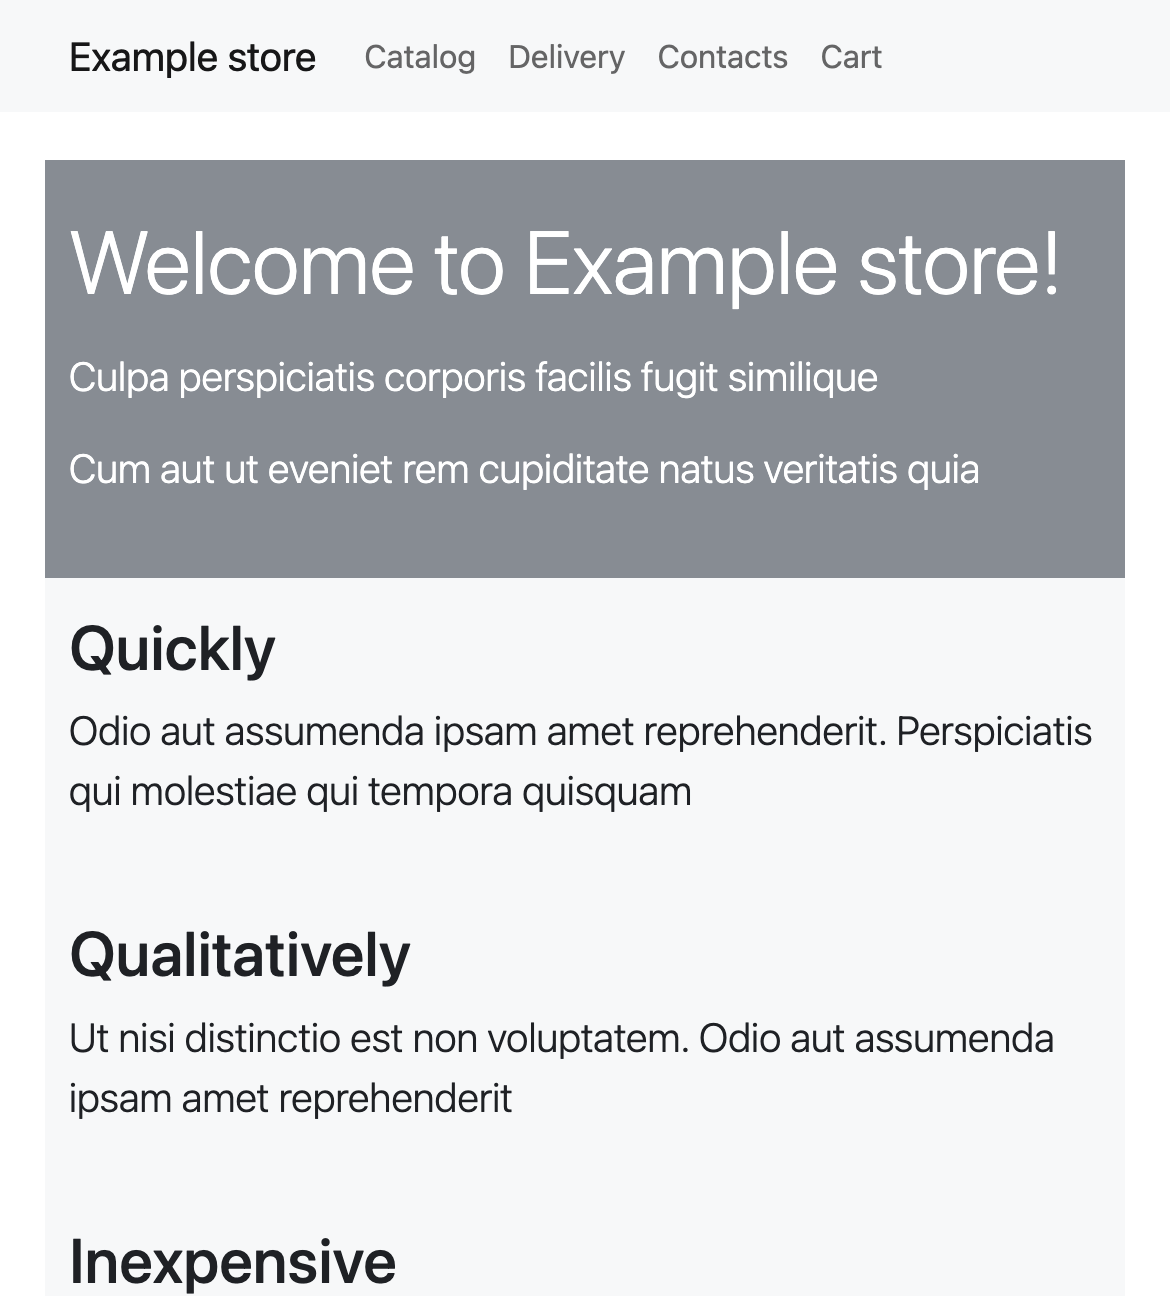 Example store Catalog Delivery Contacts Cart
Welcome to Example store!
Culpa perspiciatis corporis facilis fugit similique
Cum aut ut eveniet rem cupiditate natus veritatis quia
Quickly
Odio aut assumenda ipsam amet reprehenderit. Perspiciatis
qui molestiae qui tempora quisquam
Qualitatively
Ut nisi distinctio est non voluptatem. Odio aut assumenda
ipsam amet reprehenderit
Inexpensive